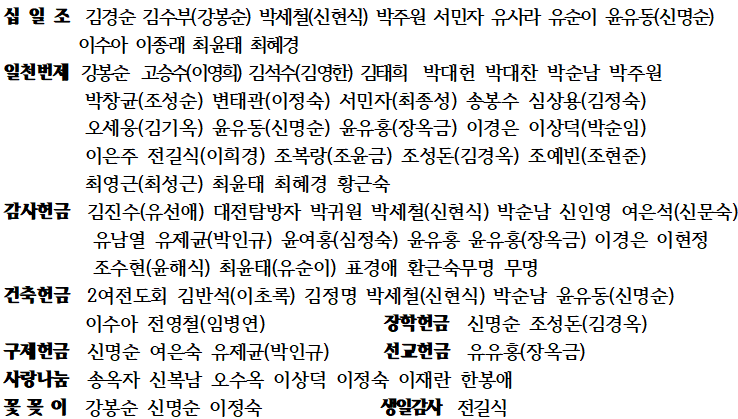 십 일 조 김경순 김수부(강봉순) 박세철(신현식) 박주원 서민자 유사라 유순이 윤유동(신명순)
이수아 이종래 최윤태 최혜경
일천번제 강봉순 고승수(이영희) 김석수(김영한) 김태희 박대헌 박대찬 박순남 박주원
박창균(조성순) 변태관(이정숙) 서민자(최종성) 송봉수 심상용(김정숙)
오세웅(김기옥) 윤유동(신명순) 윤유홍(장옥금) 이경은 이상덕(박순임)
이은주 전길식(이희경) 조복랑(조윤금) 조성돈(김경옥) 조예빈(조현준)
최영근(최성근) 최윤태 최혜경 황근숙
감사헌금 김진수(유선애) 대전탐방자 박귀원 박세철(신현식) 박순남 신인영 여은석(신문숙)
유남열 유제균(박인규) 윤여홍(심정숙) 윤유홍 윤유홍(장옥금) 이경은 이현정
조수현(윤해식) 최윤태(유순이) 표경애 환근숙무명 무명
건축헌금 2여전도회 김반석(이초록) 김정명 박세철(신현식) 박순남 윤유동(신명순)
이수아 전영철(임병연) 장학헌금 신명순 조성돈(김경옥)
구제헌금 신명순 여은숙 유제균(박인규) 선교헌금 유유홍(장옥금)
사랑나눔 송옥자 신복남 오수옥 이상덕 이정숙 이재란 한봉애
꽃 꽂 이 강봉순 신명순 이정숙 생일감사 전길식